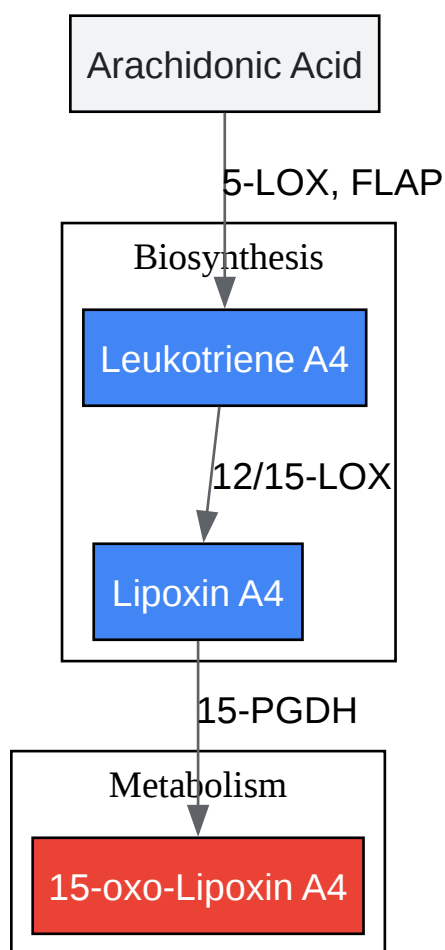 Arachidonic Acid
5-LOX, FLAP
Biosynthesis
Leukotriene A4
12/15-LOX
Lipoxin A4
15-PGDH
Metabolism
15-oxo-Lipoxin A4